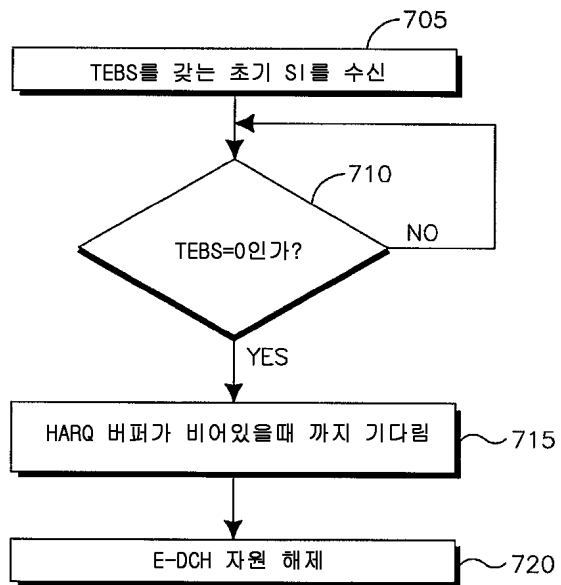 705
TEBS를 갖는 초기 SI를 수신
710
NO
TEBS=0인가?
YES
HARQ 버퍼가 비어있을때 까지 기다림
715
E-DCH 자원 해제
720